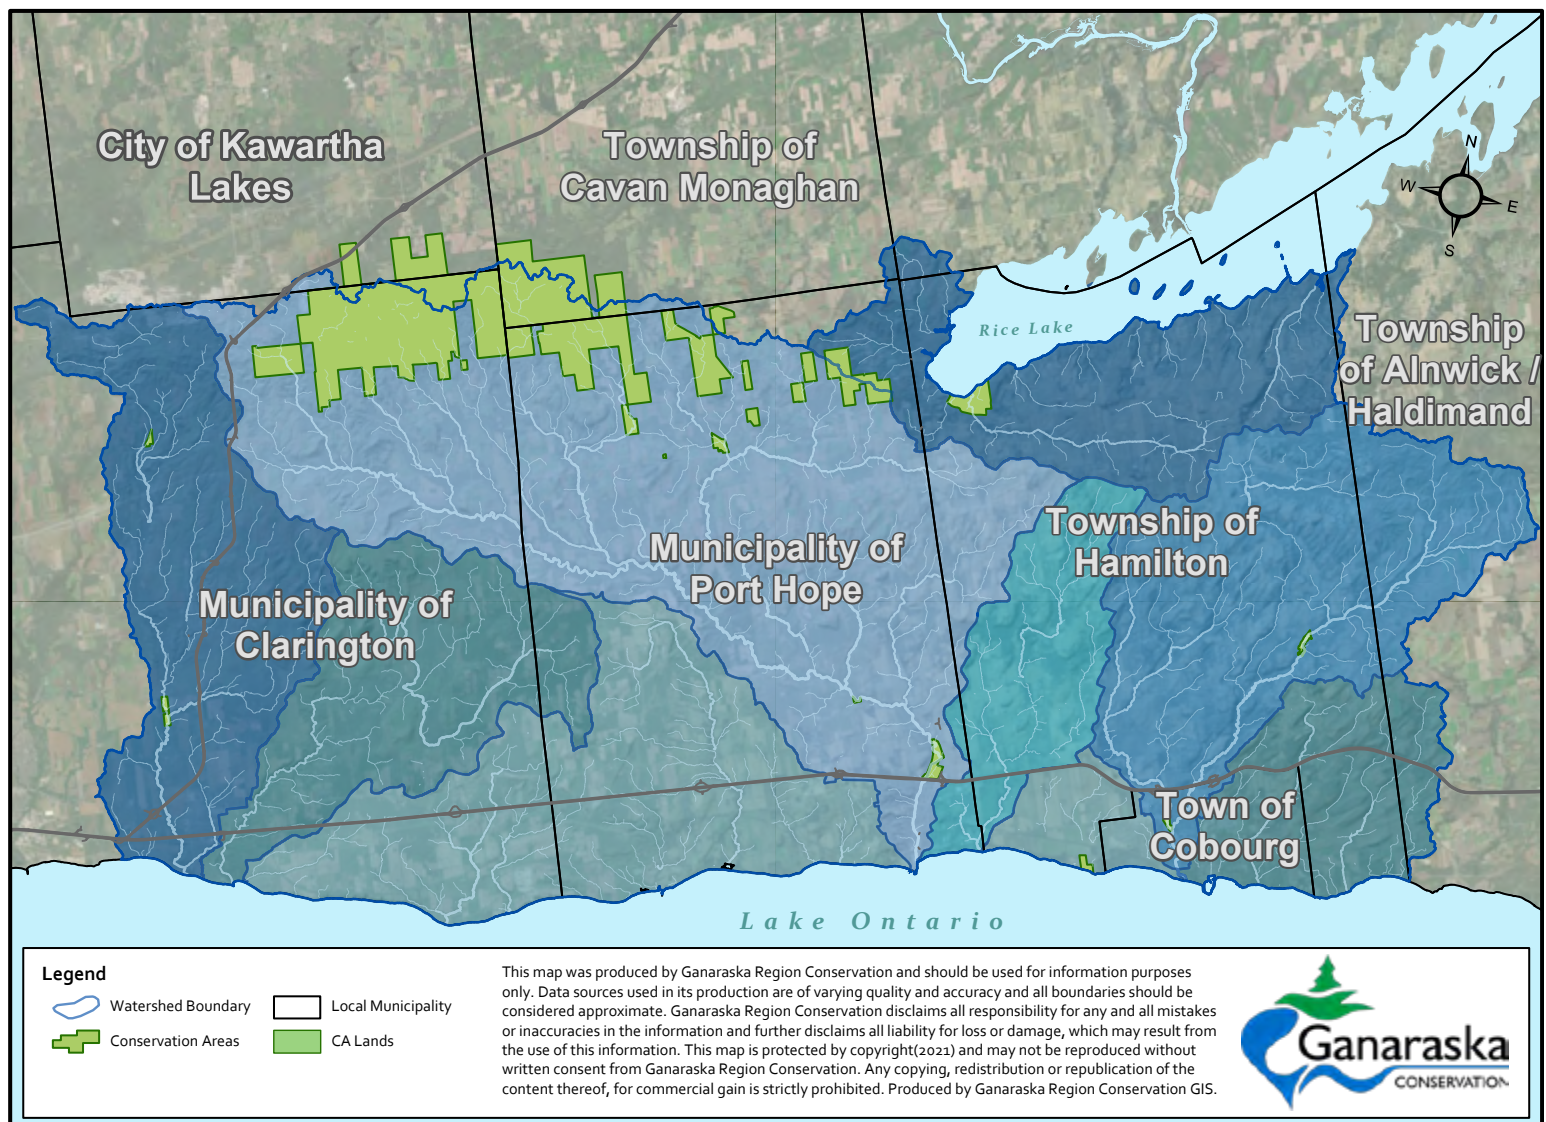 City of Kawartha
Lakes
Township of
Cavan Monaghan
N
W
E
S
Rice Lake
Township
of Alnwick /
Haldimand
Township of
Hamilton
Municipality of
Port Hope
Municipality of
Clarington
Town of
Cobourg
Lake Ontario
Legend
Watershed Boundary
Local Municipality
Conservation Areas
CA Lands
This map was produced by Ganaraska Region Conservation and should be used for information purposes
only. Data sources used in its production are of varying quality and accuracy and all boundaries should be
considered approximate. Ganaraska Region Conservation disclaims all responsibility for any and all mistakes
or inaccuracies in the information and further disclaims all liability for loss or damage, which may result from
the use of this information. This map is protected by copyright(2021) and may not be reproduced without
written consent from Ganaraska Region Conservation. Any copying, redistribution or republication of the
content thereof, for commercial gain is strictly prohibited. Produced by Ganaraska Region Conservation GIS.
Ganaraska
CONSERVATION